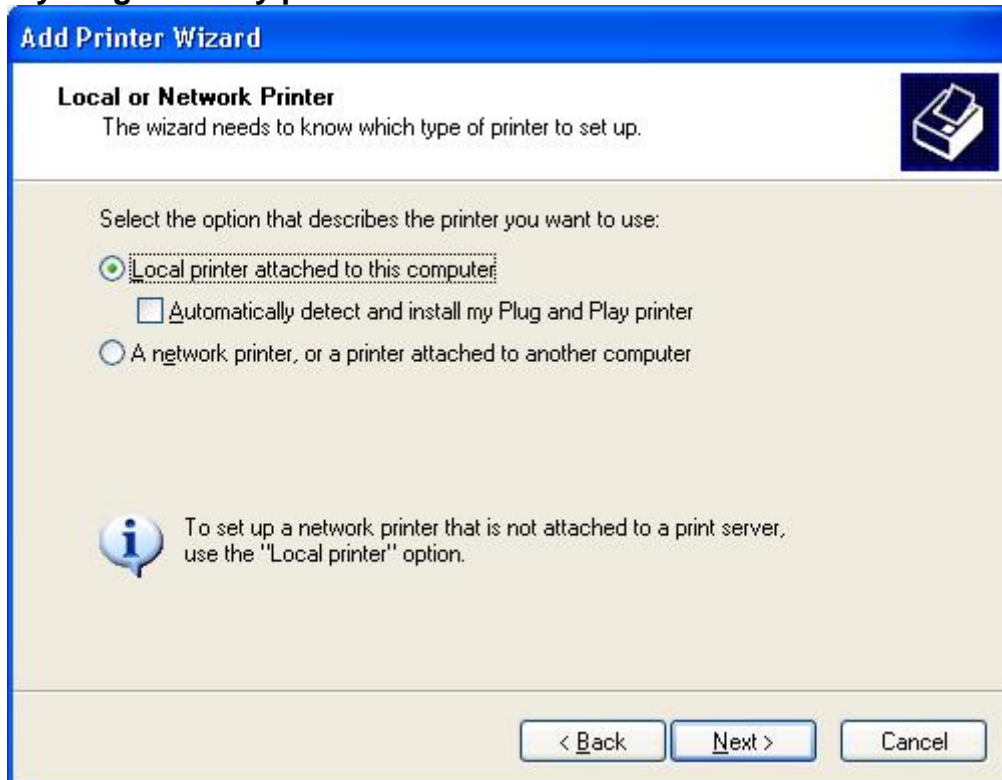 Add Printer Wizard
Local or Network Printer
The wizard needs to know which type of printer to set up.
Select the option that describes the printer you want to use:
Local printer attached to this computer
Automatically detect and install my Plug and Play printer
A network printer, or a printer attached to another computer
To set up a network printer that is not attached to a print server,
use the "Local printer" option.
< Back
Next >
Cancel